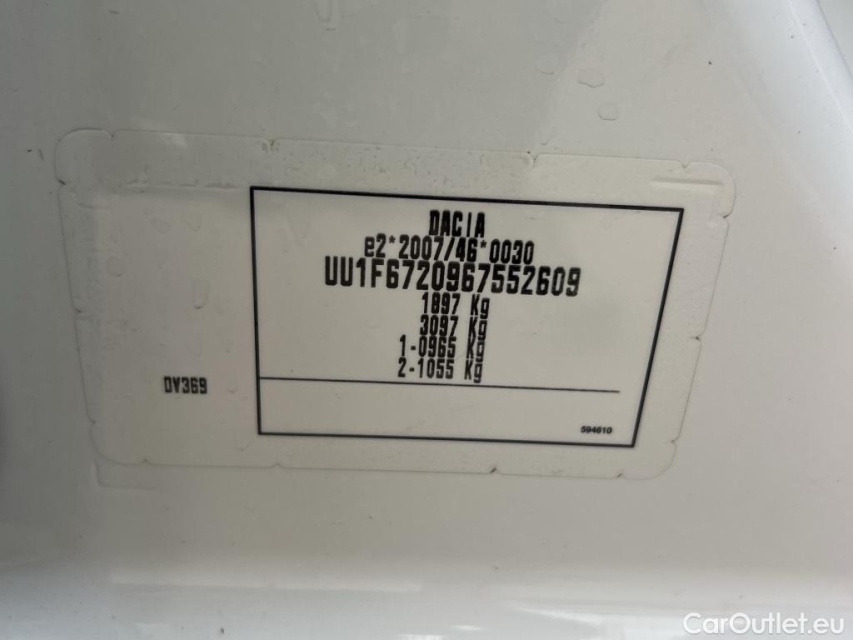 DACIA
e2*2007/46*0030
UU1F6720967552609
1897 Kg
3097 Kg
1-0965 Kg
2-1055 Kg
DV369
594610
CarOutlet.eu